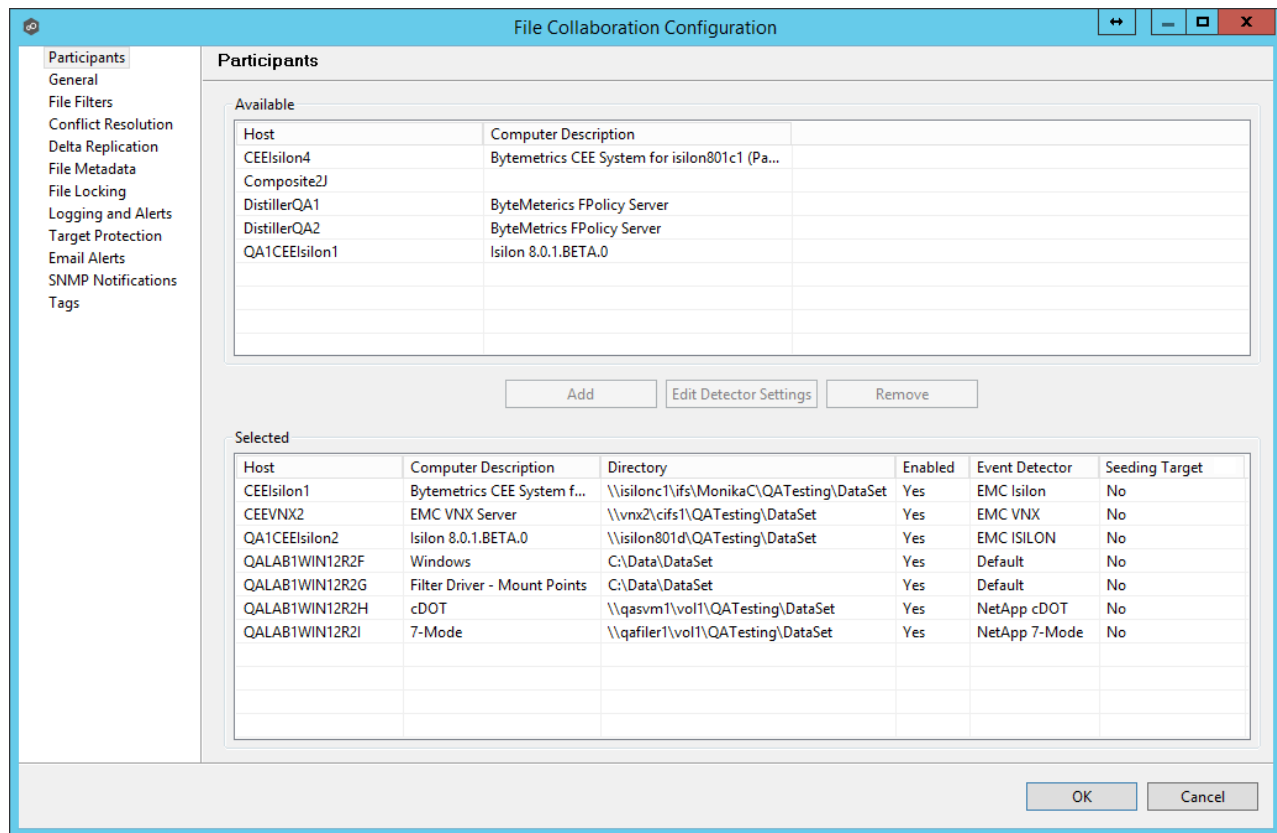 File Collaboration Configuration
Participants
General
File Filters
Conflict Resolution
Delta Replication
File Metadata
File Locking
Logging and Alerts
Target Protection
Email Alerts
SNMP Notifications
Tags
Participants
Available
Host Computer Description
CEEIsilon4 Bytemetrics CEE System for isilon801c1 (Pa...
Composite2J
DistillerQA1 ByteMeterics FPolicy Server
DistillerQA2 ByteMetrics FPolicy Server
QA1CEEIsilon1 Isilon 8.0.1.BETA.0
Add Edit Detector Settings Remove
Selected
Host Computer Description Directory Enabled Event Detector Seeding Target
CEEIsilon1 Bytemetrics CEE System f... \\isilonc1\ifs\MonikaC\QATesting\DataSet Yes EMC Isilon No
CEEVNX2 EMC VNX Server \\vnx2\cifs1\QATesting\DataSet Yes EMC VNX No
QA1CEEIsilon2 Isilon 8.0.1.BETA.0 \\isilon801d\QATesting\DataSet Yes EMC ISILON No
QALAB1WIN12R2F Windows C:\Data\DataSet Yes Default No
QALAB1WIN12R2G Filter Driver - Mount Points C:\Data\DataSet Yes Default No
QALAB1WIN12R2H cDOT \\qasvm1\vol1\QATesting\DataSet Yes NetApp cDOT No
QALAB1WIN12R2I 7-Mode \\qafiler1\vol1\QATesting\DataSet Yes NetApp 7-Mode No
OK Cancel